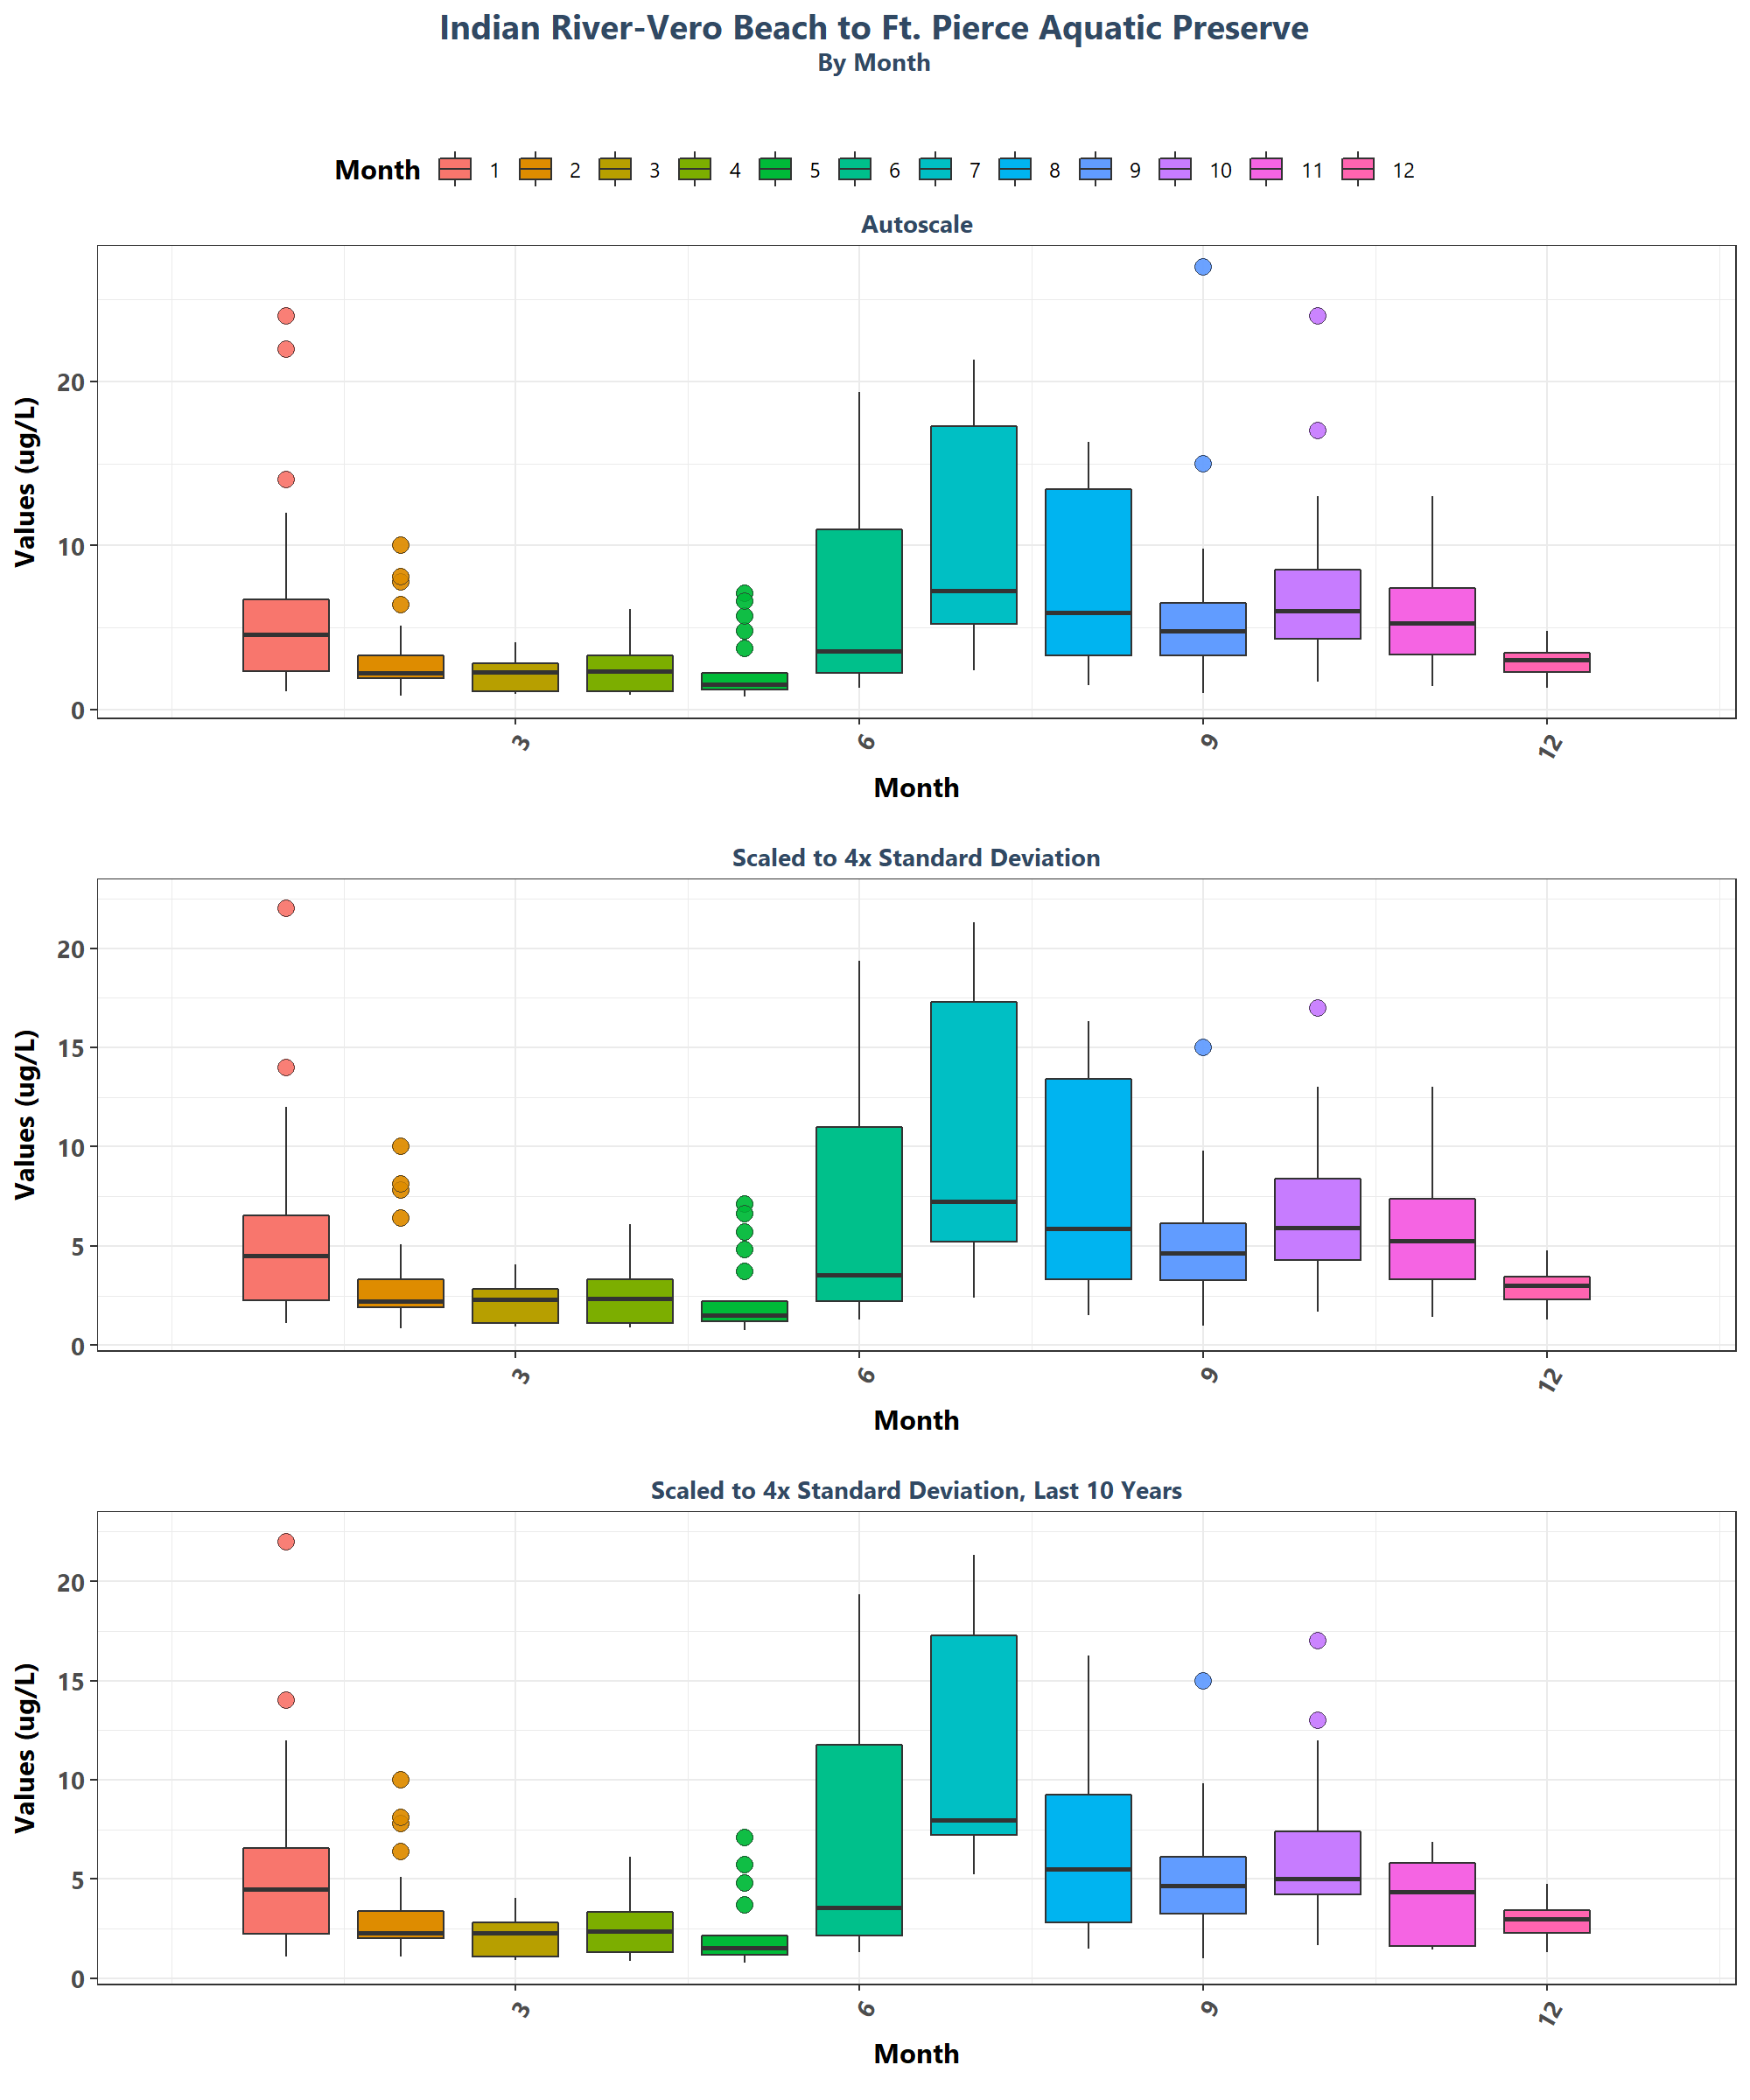 Indian River-Vero Beach to Ft. Pierce Aquatic Preserve
By Month
Month 1 2 3 4 5 6 7 8 9 10 11 12
Autoscale
Values (ug/L)
20
10
0
3 6 9 12
Month
Scaled to 4x Standard Deviation
Values (ug/L)
20
15
10
5
0
3 6 9 12
Month
Scaled to 4x Standard Deviation, Last 10 Years
Values (ug/L)
20
15
10
5
0
3 6 9 12
Month